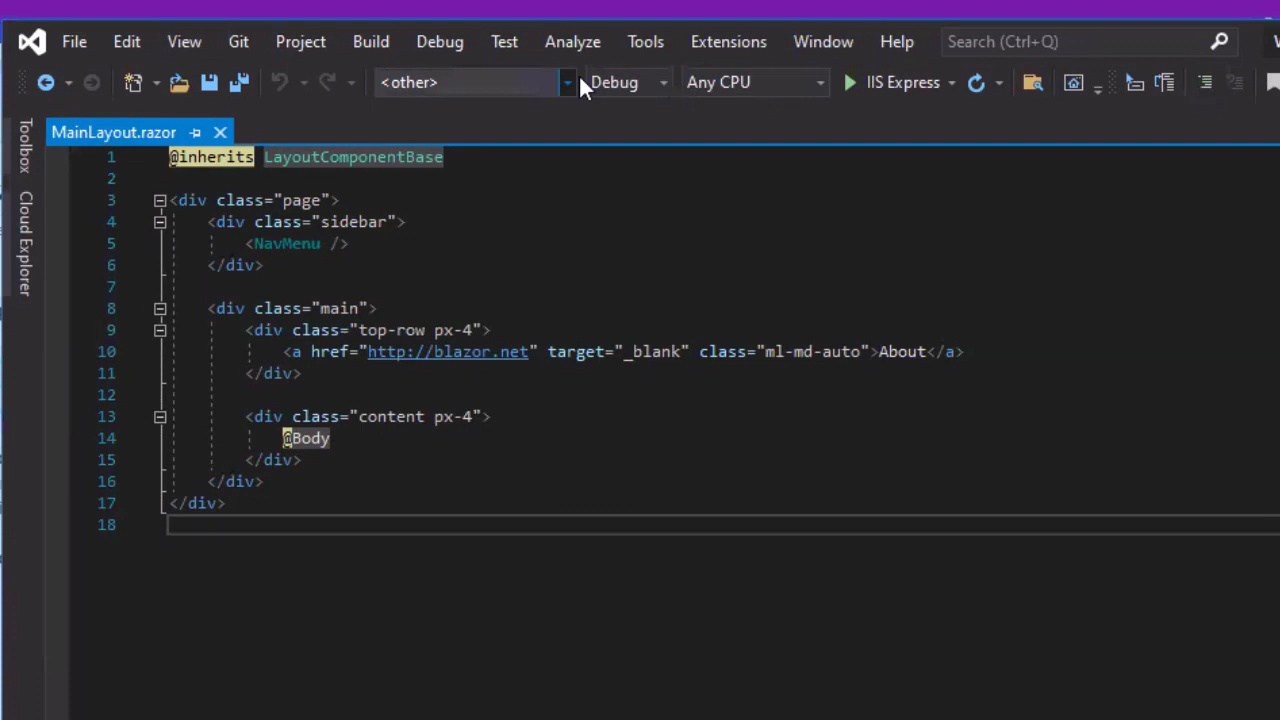 File Edit View Git Project Build Debug Test Analyze Tools Extensions Window Help Search (Ctrl+Q)
<other> Debug Any CPU IIS Express
Toolbox
Cloud Explorer
MainLayout.razor
1 @inherits LayoutComponentBase
2
3 <div class="page">
4 <div class="sidebar">
5 <NavMenu />
6 </div>
7
8 <div class="main">
9 <div class="top-row px-4">
10 <a href="http://blazor.net" target="_blank" class="ml-md-auto">About</a>
11 </div>
12
13 <div class="content px-4">
14 @Body
15 </div>
16 </div>
17 </div>
18